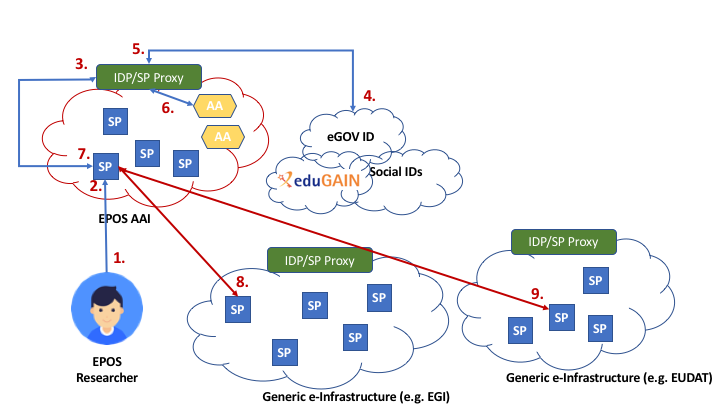 5.
3.
IDP/SP Proxy
4.
6.
AA
SP
AA
eGOV ID
7.
SP
SP
SP
2.
Social IDs
eduGAIN
EPOS AAI
1.
IDP/SP Proxy
IDP/SP Proxy
8.
9.
SP
SP
SP
SP
SP
SP
SP
SP
SP
EPOS
Researcher
Generic e-Infrastructure (e.g. EGI)
Generic e-Infrastructure (e.g. EUDAT)